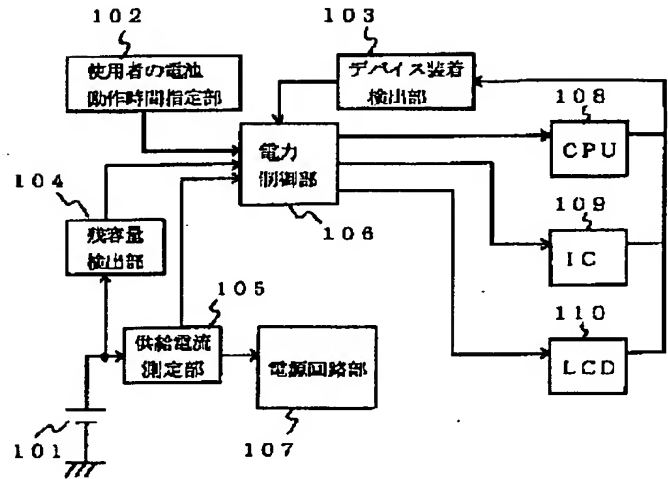 102
使用者の電池
動作時間指定部
103
デバイス装着
検出部
108
CPU
電力
制御部
106
104
残容量
検出部
109
IC
105
供給電流
測定部
電源回路部
107
110
LCD
101